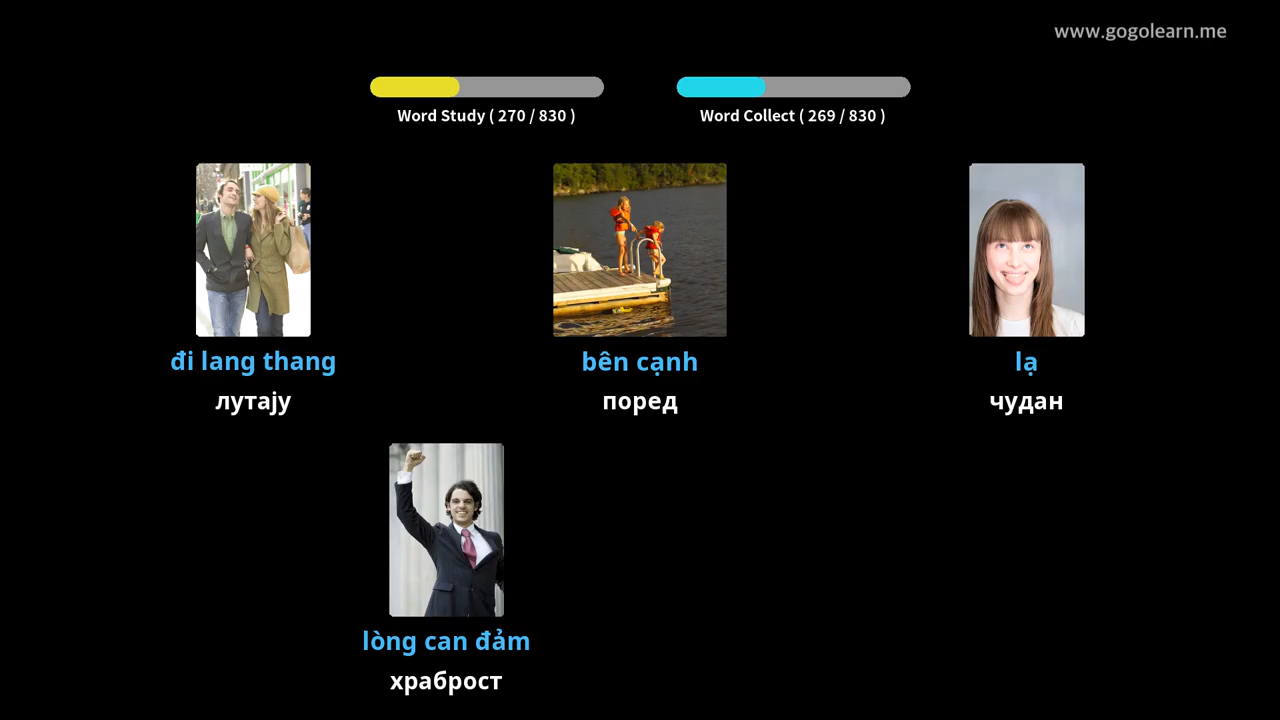 www.gogolearn.me
Word Study ( 270 / 830 )
Word Collect ( 269 / 830 )
đi lang thang
лутају
bên cạnh
поред
lạ
чудан
lòng can đảm
храброст